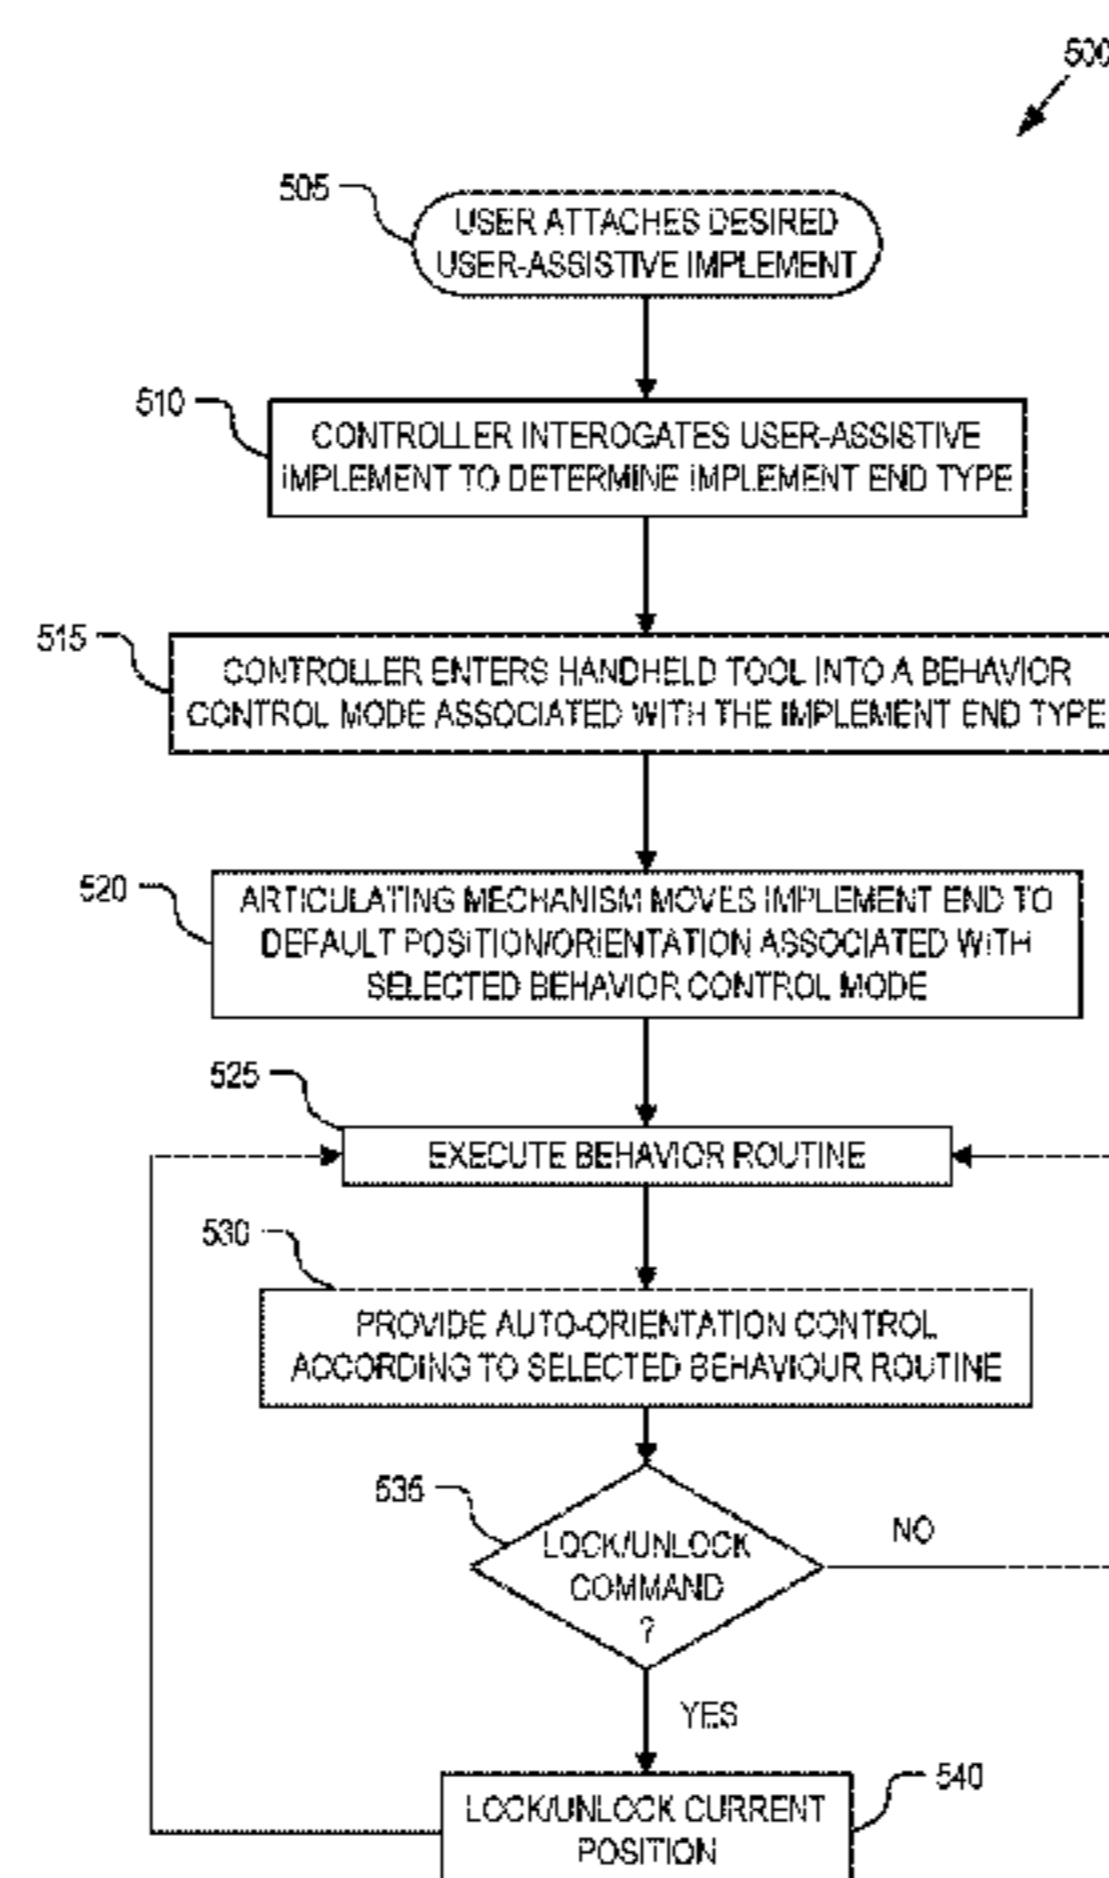 500
505
USER ATTACHES DESIRED
USER-ASSISTIVE IMPLEMENT
510
CONTROLLER INTEROGATES USER-ASSISTIVE
IMPLEMENT TO DETERMINE IMPLEMENT END TYPE
515
CONTROLLER ENTERS HANDHELD TOOL INTO A BEHAVIOR
CONTROL MODE ASSOCIATED WITH THE IMPLEMENT END TYPE
520
ARTICULATING MECHANISM MOVES IMPLEMENT END TO
DEFAULT POSITION/ORIENTATION ASSOCIATED WITH
SELECTED BEHAVIOR CONTROL MODE
525
EXECUTE BEHAVIOR ROUTINE
530
PROVIDE AUTO-ORIENTATION CONTROL
ACCORDING TO SELECTED BEHAVIOUR ROUTINE
535
LOCK/UNLOCK
COMMAND
?
NO
YES
540
LOCK/UNLOCK CURRENT
POSITION